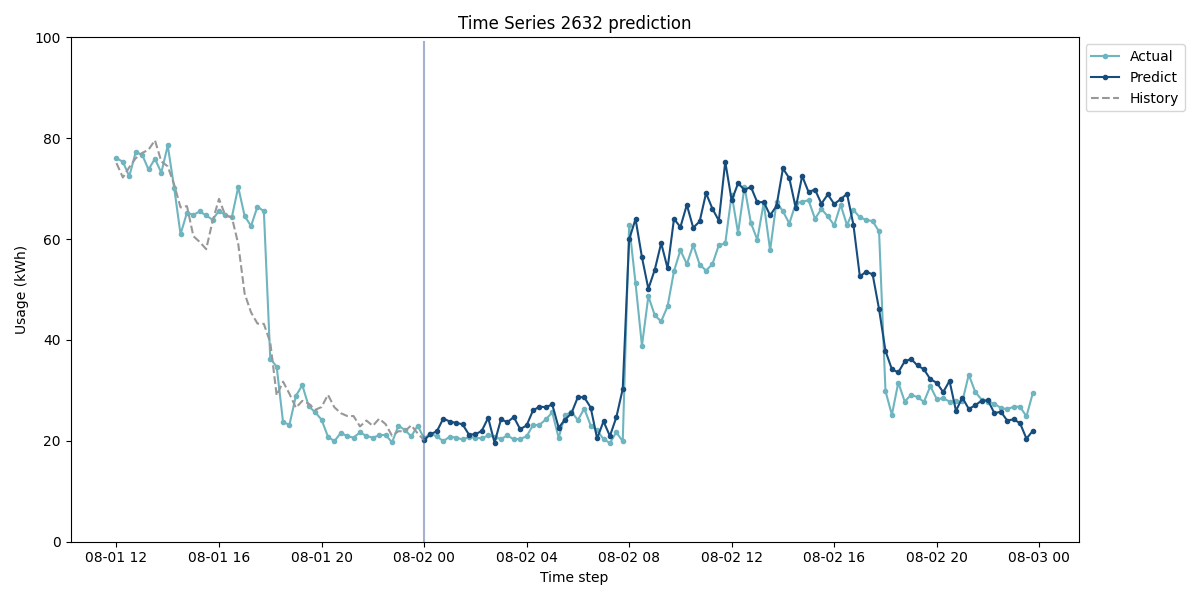 Time Series 2632 prediction
100
80
60
40
20
0
Usage (kWh)
08-01 12 08-01 16 08-01 20 08-02 00 08-02 04 08-02 08 08-02 12 08-02 16 08-02 20 08-03 00
Time step
Actual
Predict
History